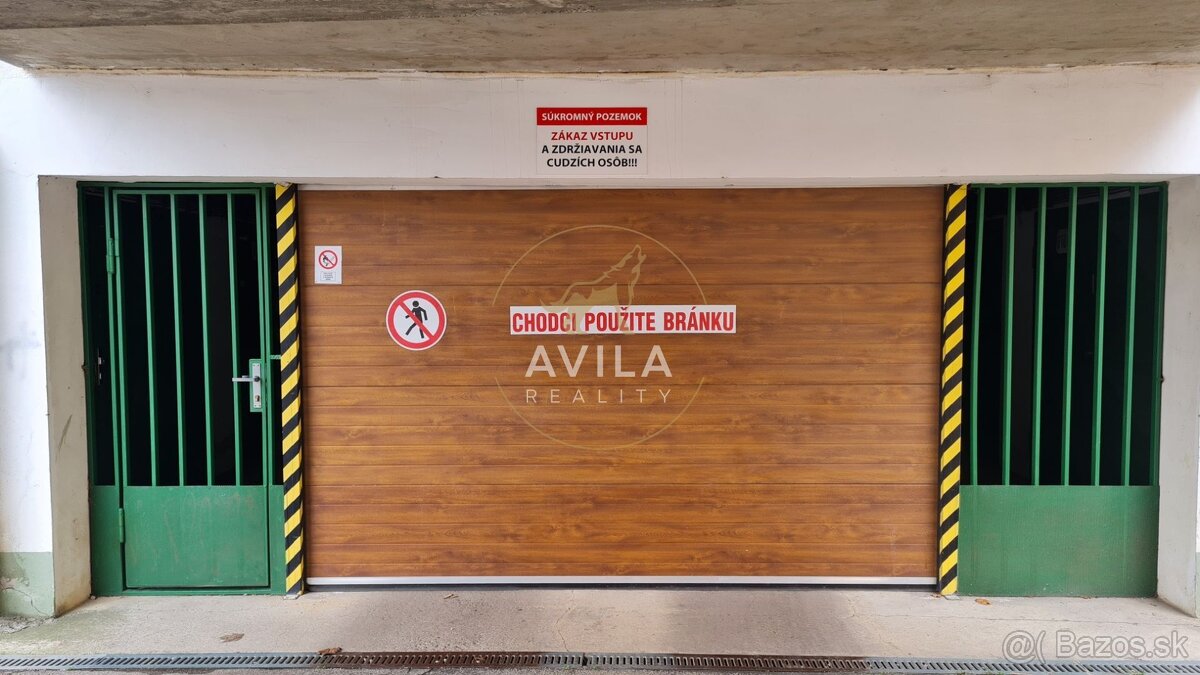 SÚKROMNÝ POZEMOK
ZÁKAZ VSTUPU
A ZDRŽIAVANIA SA
CUDZÍCH OSÔB!!!
CHODCI POUŽITE BRÁNKU
AVILA
REALITY
Bazos.sk